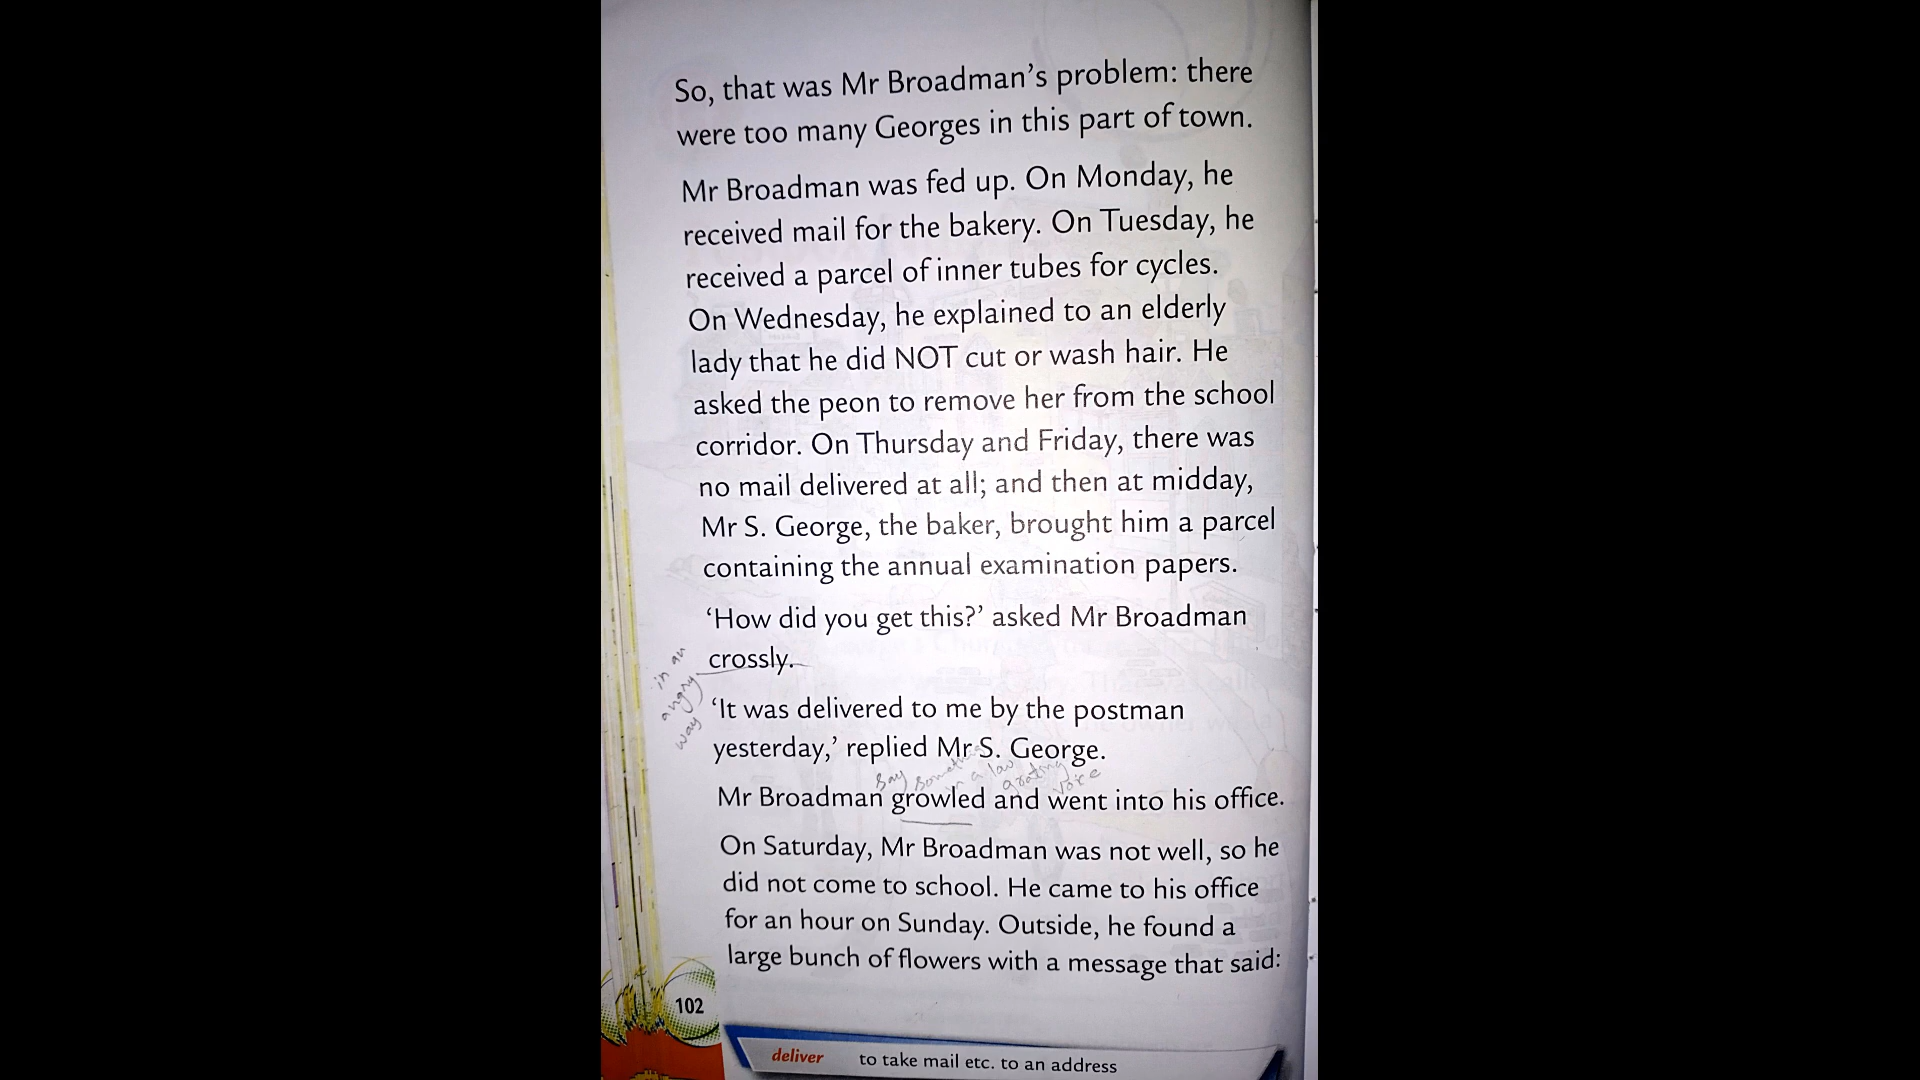 So, that was Mr Broadman’s problem: there
were too many Georges in this part of town.
Mr Broadman was fed up. On Monday, he
received mail for the bakery. On Tuesday, he
received a parcel of inner tubes for cycles.
On Wednesday, he explained to an elderly
lady that he did NOT cut or wash hair. He
asked the peon to remove her from the school
corridor. On Thursday and Friday, there was
no mail delivered at all; and then at midday,
Mr S. George, the baker, brought him a parcel
containing the annual examination papers.
‘How did you get this?’ asked Mr Broadman
crossly.
in an
angry
way
‘It was delivered to me by the postman
yesterday,’ replied Mr S. George.
say something in a low grating voice
Mr Broadman growled and went into his office.
On Saturday, Mr Broadman was not well, so he
did not come to school. He came to his office
for an hour on Sunday. Outside, he found a
large bunch of flowers with a message that said:
102
deliver to take mail etc. to an address